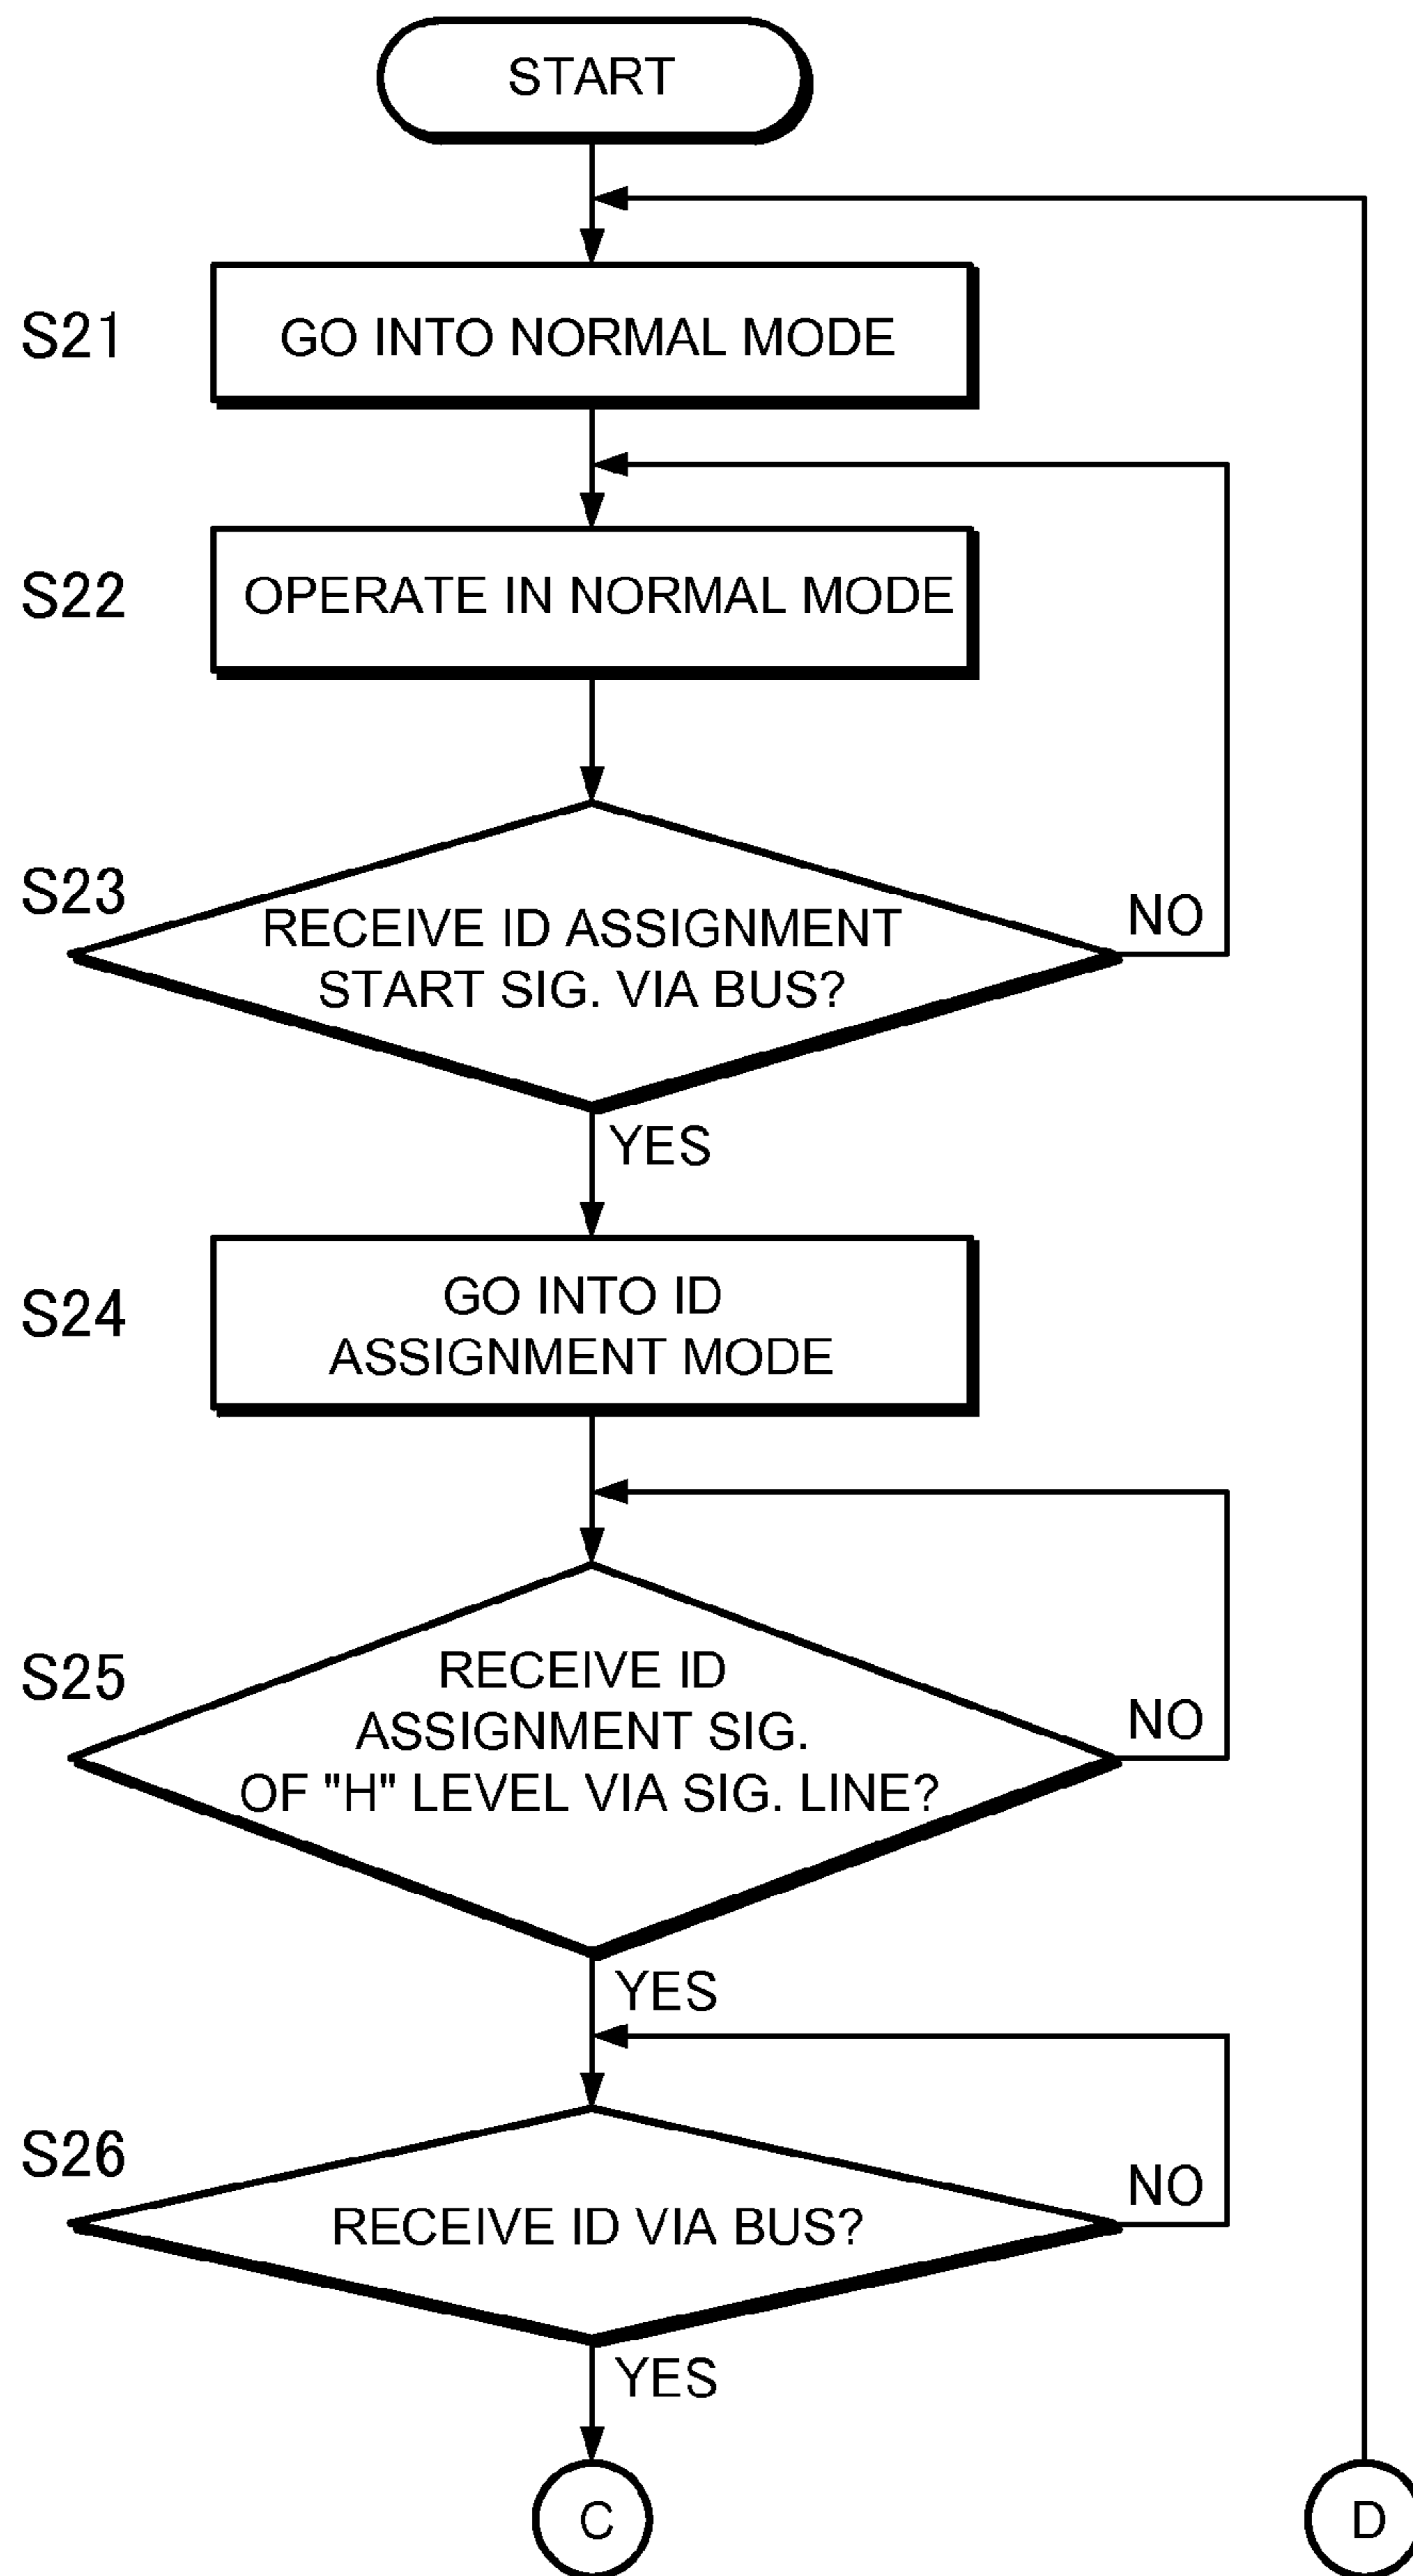 START
S21
GO INTO NORMAL MODE
S22
OPERATE IN NORMAL MODE
S23
RECEIVE ID ASSIGNMENT
START SIG. VIA BUS?
NO
YES
S24
GO INTO ID
ASSIGNMENT MODE
S25
RECEIVE ID
ASSIGNMENT SIG.
OF "H" LEVEL VIA SIG. LINE?
NO
YES
S26
RECEIVE ID VIA BUS?
NO
YES
C
D